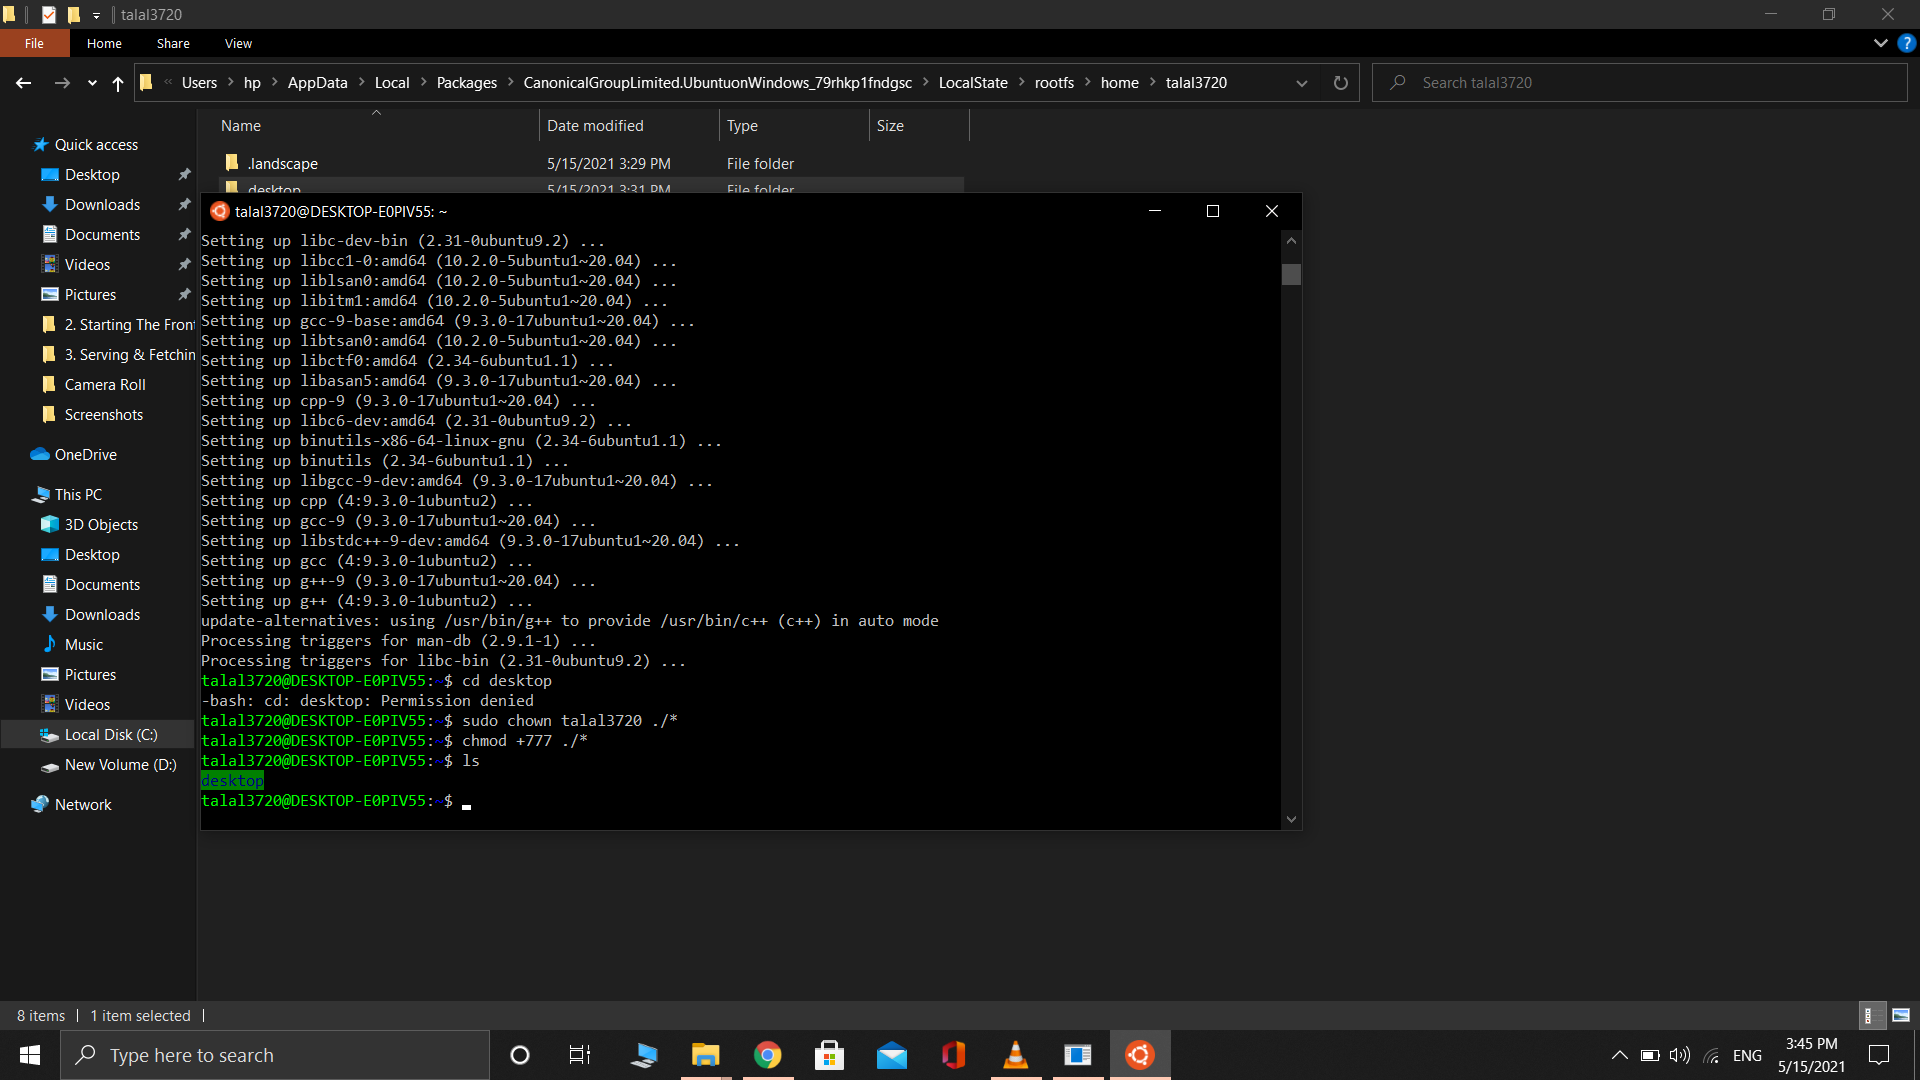 talal3720
File
Home
Share
View
Users
hp
AppData
Local
Packages
CanonicalGroupLimited.UbuntuonWindows_79rhkp1fndgsc
LocalState
rootfs
home
talal3720
Search talal3720
Name
Date modified
Type
Size
.landscape 5/15/2021 3:29 PM File folder
desktop 5/15/2021 3:31 PM File folder
Quick access
Desktop
Downloads
Documents
Videos
Pictures
2. Starting The Fron
3. Serving & Fetchin
Camera Roll
Screenshots
OneDrive
This PC
3D Objects
Desktop
Documents
Downloads
Music
Pictures
Videos
Local Disk (C:)
New Volume (D:)
Network
talal3720@DESKTOP-E0PIV55: ~
Setting up libc-dev-bin (2.31-0ubuntu9.2) ...
Setting up libcc1-0:amd64 (10.2.0-5ubuntu1~20.04) ...
Setting up liblsan0:amd64 (10.2.0-5ubuntu1~20.04) ...
Setting up libitm1:amd64 (10.2.0-5ubuntu1~20.04) ...
Setting up gcc-9-base:amd64 (9.3.0-17ubuntu1~20.04) ...
Setting up libtsan0:amd64 (10.2.0-5ubuntu1~20.04) ...
Setting up libctf0:amd64 (2.34-6ubuntu1.1) ...
Setting up libasan5:amd64 (9.3.0-17ubuntu1~20.04) ...
Setting up cpp-9 (9.3.0-17ubuntu1~20.04) ...
Setting up libc6-dev:amd64 (2.31-0ubuntu9.2) ...
Setting up binutils-x86-64-linux-gnu (2.34-6ubuntu1.1) ...
Setting up binutils (2.34-6ubuntu1.1) ...
Setting up libgcc-9-dev:amd64 (9.3.0-17ubuntu1~20.04) ...
Setting up cpp (4:9.3.0-1ubuntu2) ...
Setting up gcc-9 (9.3.0-17ubuntu1~20.04) ...
Setting up libstdc++-9-dev:amd64 (9.3.0-17ubuntu1~20.04) ...
Setting up gcc (4:9.3.0-1ubuntu2) ...
Setting up g++-9 (9.3.0-17ubuntu1~20.04) ...
Setting up g++ (4:9.3.0-1ubuntu2) ...
update-alternatives: using /usr/bin/g++ to provide /usr/bin/c++ (c++) in auto mode
Processing triggers for man-db (2.9.1-1) ...
Processing triggers for libc-bin (2.31-0ubuntu9.2) ...
talal3720@DESKTOP-E0PIV55:~$ cd desktop
-bash: cd: desktop: Permission denied
talal3720@DESKTOP-E0PIV55:~$ sudo chown talal3720 ./*
talal3720@DESKTOP-E0PIV55:~$ chmod +777 ./*
talal3720@DESKTOP-E0PIV55:~$ ls
desktop
talal3720@DESKTOP-E0PIV55:~$
8 items
1 item selected
Type here to search
ENG
3:45 PM
5/15/2021